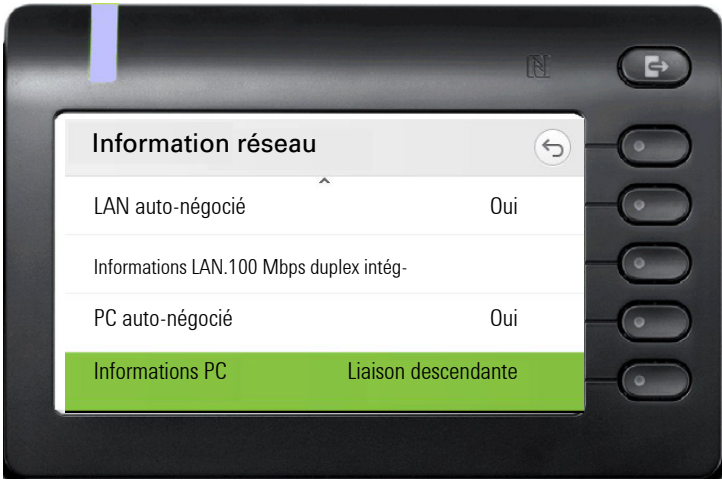 Information réseau
LAN auto-négocié Oui
Informations LAN.100 Mbps duplex intég-
PC auto-négocié Oui
Informations PC Liaison descendante